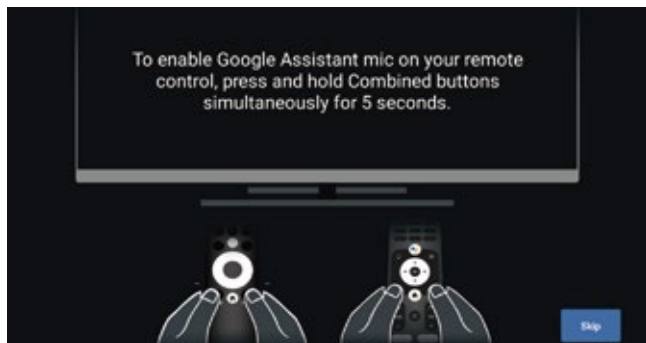 To enable Google Assistant mic on your remote
control, press and hold Combined buttons
simultaneously for 5 seconds.
Skip